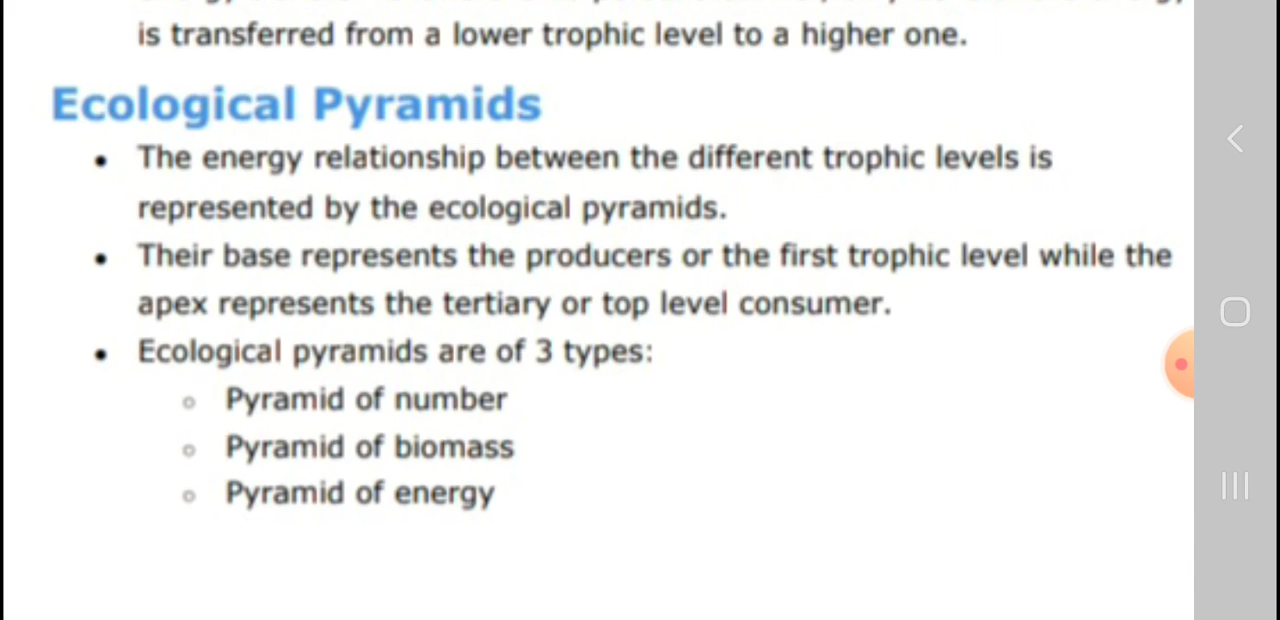 is transferred from a lower trophic level to a higher one.
Ecological Pyramids
• The energy relationship between the different trophic levels is
represented by the ecological pyramids.
• Their base represents the producers or the first trophic level while the
apex represents the tertiary or top level consumer.
• Ecological pyramids are of 3 types:
○ Pyramid of number
○ Pyramid of biomass
○ Pyramid of energy